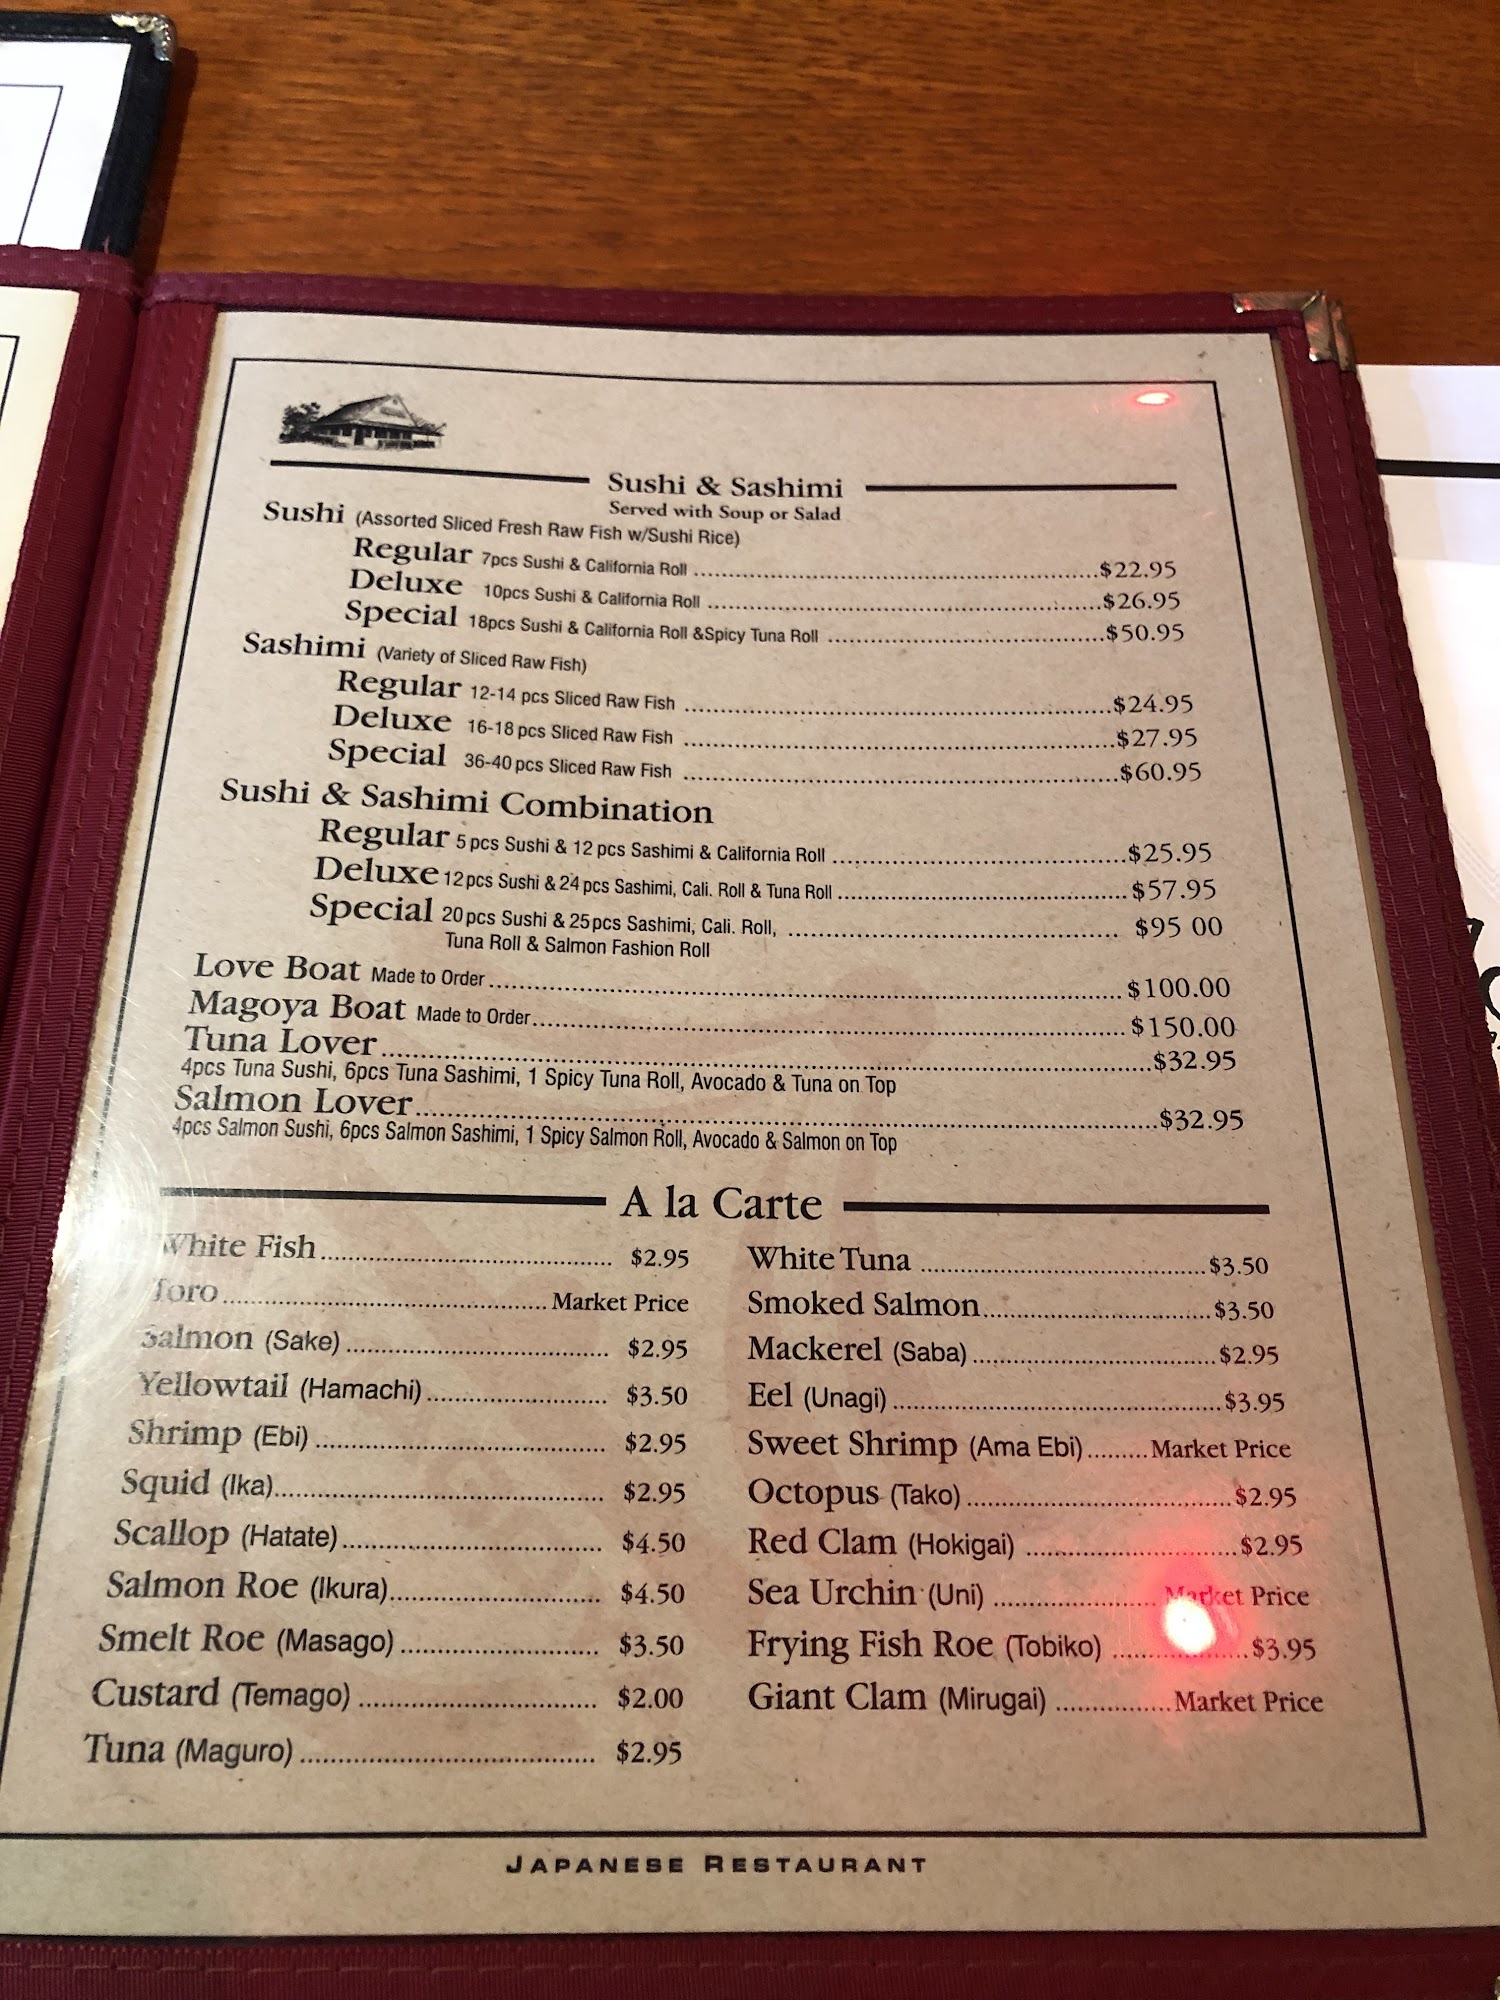 Sushi & Sashimi
Served with Soup or Salad
Sushi (Assorted Sliced Fresh Raw Fish w/Sushi Rice)
Regular 7pcs Sushi & California Roll $22.95
Deluxe 10pcs Sushi & California Roll $26.95
Special 18pcs Sushi & California Roll &Spicy Tuna Roll $50.95
Sashimi (Variety of Sliced Raw Fish)
Regular 12-14 pcs Sliced Raw Fish $24.95
Deluxe 16-18 pcs Sliced Raw Fish $27.95
Special 36-40 pcs Sliced Raw Fish $60.95
Sushi & Sashimi Combination
Regular 5 pcs Sushi & 12 pcs Sashimi & California Roll $25.95
Deluxe 12 pcs Sushi & 24 pcs Sashimi, Cali. Roll & Tuna Roll $57.95
Special 20 pcs Sushi & 25 pcs Sashimi, Cali. Roll, $95 00
Tuna Roll & Salmon Fashion Roll
Love Boat Made to Order $100.00
Magoya Boat Made to Order $150.00
Tuna Lover $32.95
4pcs Tuna Sushi, 6pcs Tuna Sashimi, 1 Spicy Tuna Roll, Avocado & Tuna on Top
Salmon Lover $32.95
4pcs Salmon Sushi, 6pcs Salmon Sashimi, 1 Spicy Salmon Roll, Avocado & Salmon on Top
A la Carte
White Fish $2.95
Toro Market Price
Salmon (Sake) $2.95
Yellowtail (Hamachi) $3.50
Shrimp (Ebi) $2.95
Squid (Ika) $2.95
Scallop (Hatate) $4.50
Salmon Roe (Ikura) $4.50
Smelt Roe (Masago) $3.50
Custard (Temago) $2.00
Tuna (Maguro) $2.95
White Tuna $3.50
Smoked Salmon $3.50
Mackerel (Saba) $2.95
Eel (Unagi) $3.95
Sweet Shrimp (Ama Ebi) Market Price
Octopus (Tako) $2.95
Red Clam (Hokigai) $2.95
Sea Urchin (Uni) Market Price
Frying Fish Roe (Tobiko) $3.95
Giant Clam (Mirugai) Market Price
JAPANESE RESTAURANT